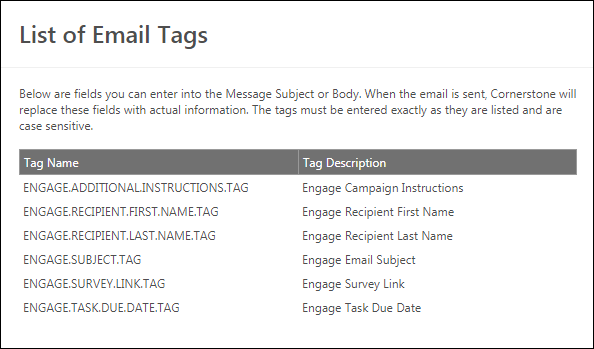 List of Email Tags
Below are fields you can enter into the Message Subject or Body. When the email is sent, Cornerstone will
replace these fields with actual information. The tags must be entered exactly as they are listed and are
case sensitive.
Tag Name Tag Description
ENGAGE.ADDITIONAL.INSTRUCTIONS.TAG Engage Campaign Instructions
ENGAGE.RECIPIENT.FIRST.NAME.TAG Engage Recipient First Name
ENGAGE.RECIPIENT.LAST.NAME.TAG Engage Recipient Last Name
ENGAGE.SUBJECT.TAG Engage Email Subject
ENGAGE.SURVEY.LINK.TAG Engage Survey Link
ENGAGE.TASK.DUE.DATE.TAG Engage Task Due Date